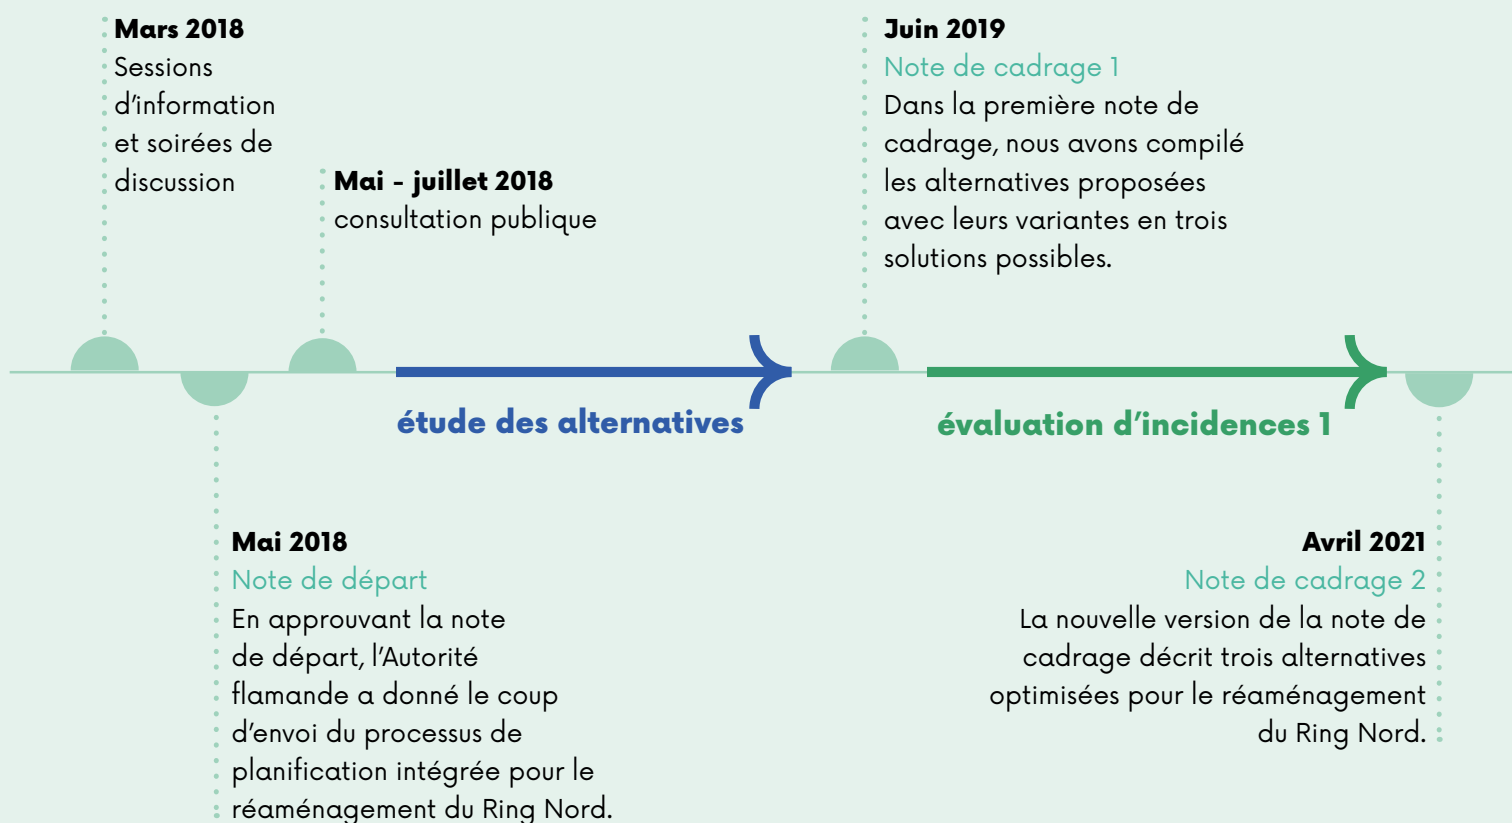 Mars 2018
Sessions
d'information
et soirées de
discussion
Mai - juillet 2018
consultation publique
Juin 2019
Note de cadrage 1
Dans la première note de
cadrage, nous avons compilé
les alternatives proposées
avec leurs variantes en trois
solutions possibles.
étude des alternatives
évaluation d'incidences 1
Mai 2018
Note de départ
En approuvant la note
de départ, l'Autorité
flamande a donné le coup
d'envoi du processus de
planification intégrée pour le
réaménagement du Ring Nord.
Avril 2021
Note de cadrage 2
La nouvelle version de la note de
cadrage décrit trois alternatives
optimisées pour le réaménagement
du Ring Nord.